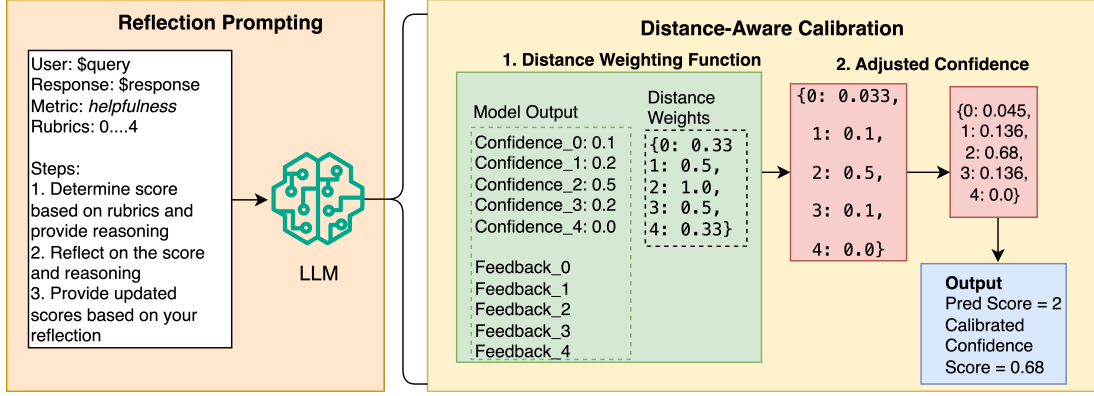 Reflection Prompting
User: $query
Response: $response
Metric: helpfulness
Rubrics: 0....4
Steps:
1. Determine score
based on rubrics and
provide reasoning
2. Reflect on the score
and reasoning
3. Provide updated
scores based on your
reflection
LLM
Distance-Aware Calibration
1. Distance Weighting Function
Model Output
Confidence_0: 0.1
Confidence_1: 0.2
Confidence_2: 0.5
Confidence_3: 0.2
Confidence_4: 0.0
Feedback_0
Feedback_1
Feedback_2
Feedback_3
Feedback_4
Distance
Weights
{0: 0.33
1: 0.5,
2: 1.0,
3: 0.5,
4: 0.33}
2. Adjusted Confidence
{0: 0.033,
1: 0.1,
2: 0.5,
3: 0.1,
4: 0.0}
{0: 0.045,
1: 0.136,
2: 0.68,
3: 0.136,
4: 0.0}
Output
Pred Score = 2
Calibrated
Confidence
Score = 0.68